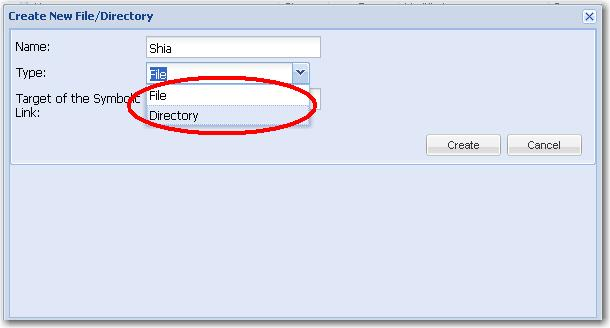 Create New File/Directory
Name: Shia
Type: File
File
Target of the Symbolic
Link:
Directory
Create Cancel